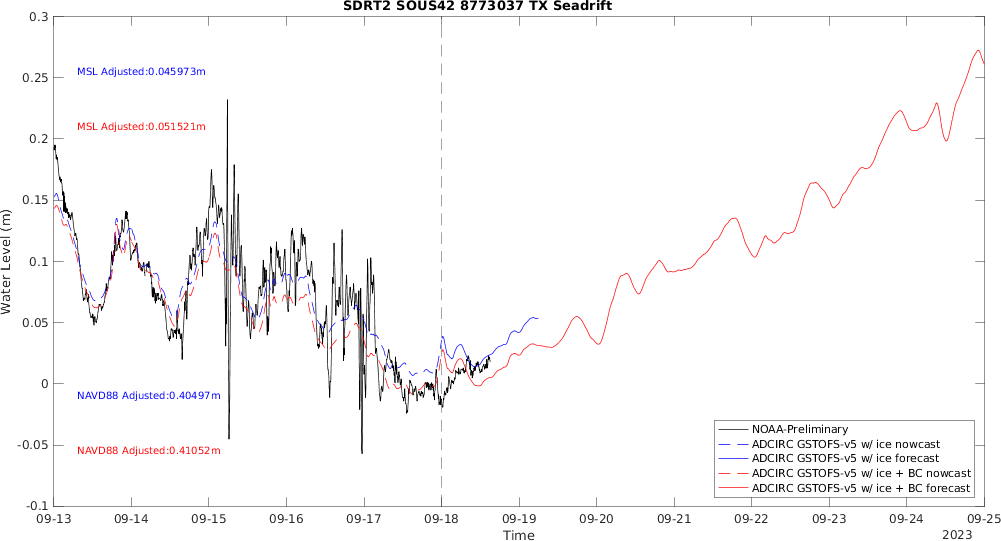 SDRT2 SOUS42 8773037 TX Seadrift
0.3
0.25
0.2
0.15
0.1
0.05
0
-0.05
-0.1
Water Level (m)
MSL Adjusted:0.045973m
MSL Adjusted:0.051521m
NAVD88 Adjusted:0.40497m
NAVD88 Adjusted:0.41052m
NOAA-Preliminary
ADCIRC GSTOFS-v5 w/ ice nowcast
ADCIRC GSTOFS-v5 w/ ice forecast
ADCIRC GSTOFS-v5 w/ ice + BC nowcast
ADCIRC GSTOFS-v5 w/ ice + BC forecast
09-13 09-14 09-15 09-16 09-17 09-18 09-19 09-20 09-21 09-22 09-23 09-24 09-25
Time
2023